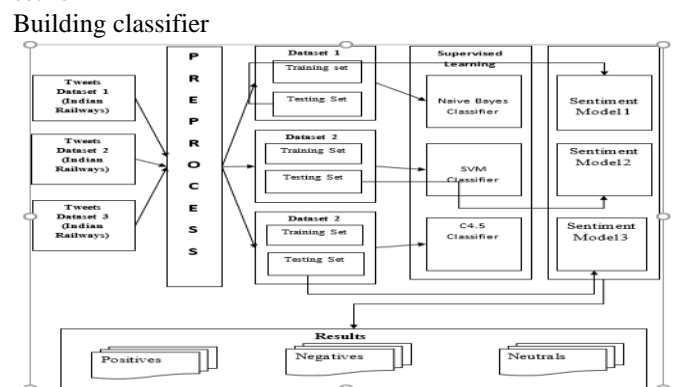 Building classifier
Tweets
Dataset 1
(Indian
Railways)
Tweets
Dataset 2
(Indian
Railways)
Tweets
Dataset 3
(Indian
Railways)
P
R
E
P
R
O
C
E
S
S
Dataset 1
Training set
Testing Set
Dataset 2
Training Set
Testing Set
Dataset 2
Training Set
Testing Set
Supervised
Learning
Naive Bayes
Classifier
SVM
Classifier
C4.5
Classifier
Sentiment
Model1
Sentiment
Model2
Sentiment
Model3
Results
Positives
Negatives
Neutrals